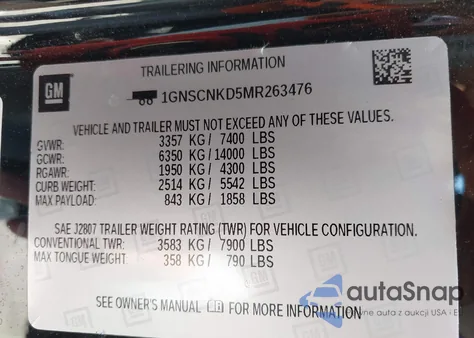 TRAILERING INFORMATION
GM
1GNSCNKD5MR263476
VEHICLE AND TRAILER MUST NOT EXCEED ANY OF THESE VALUES.
GVWR: 3357 KG/ 7400 LBS
GCWR: 6350 KG/ 14000 LBS
RGAWR: 1950 KG/ 4300 LBS
CURB WEIGHT: 2514 KG/ 5542 LBS
MAX PAYLOAD: 843 KG/ 1858 LBS
SAE J2807 TRAILER WEIGHT RATING (TWR) FOR VEHICLE CONFIGURATION.
CONVENTIONAL TWR: 3583 KG/ 7900 LBS
MAX TONGUE WEIGHT: 358 KG/ 790 LBS
SEE OWNER'S MANUAL FOR MORE INFORMATION
autaSnap
auta z aukcji USA